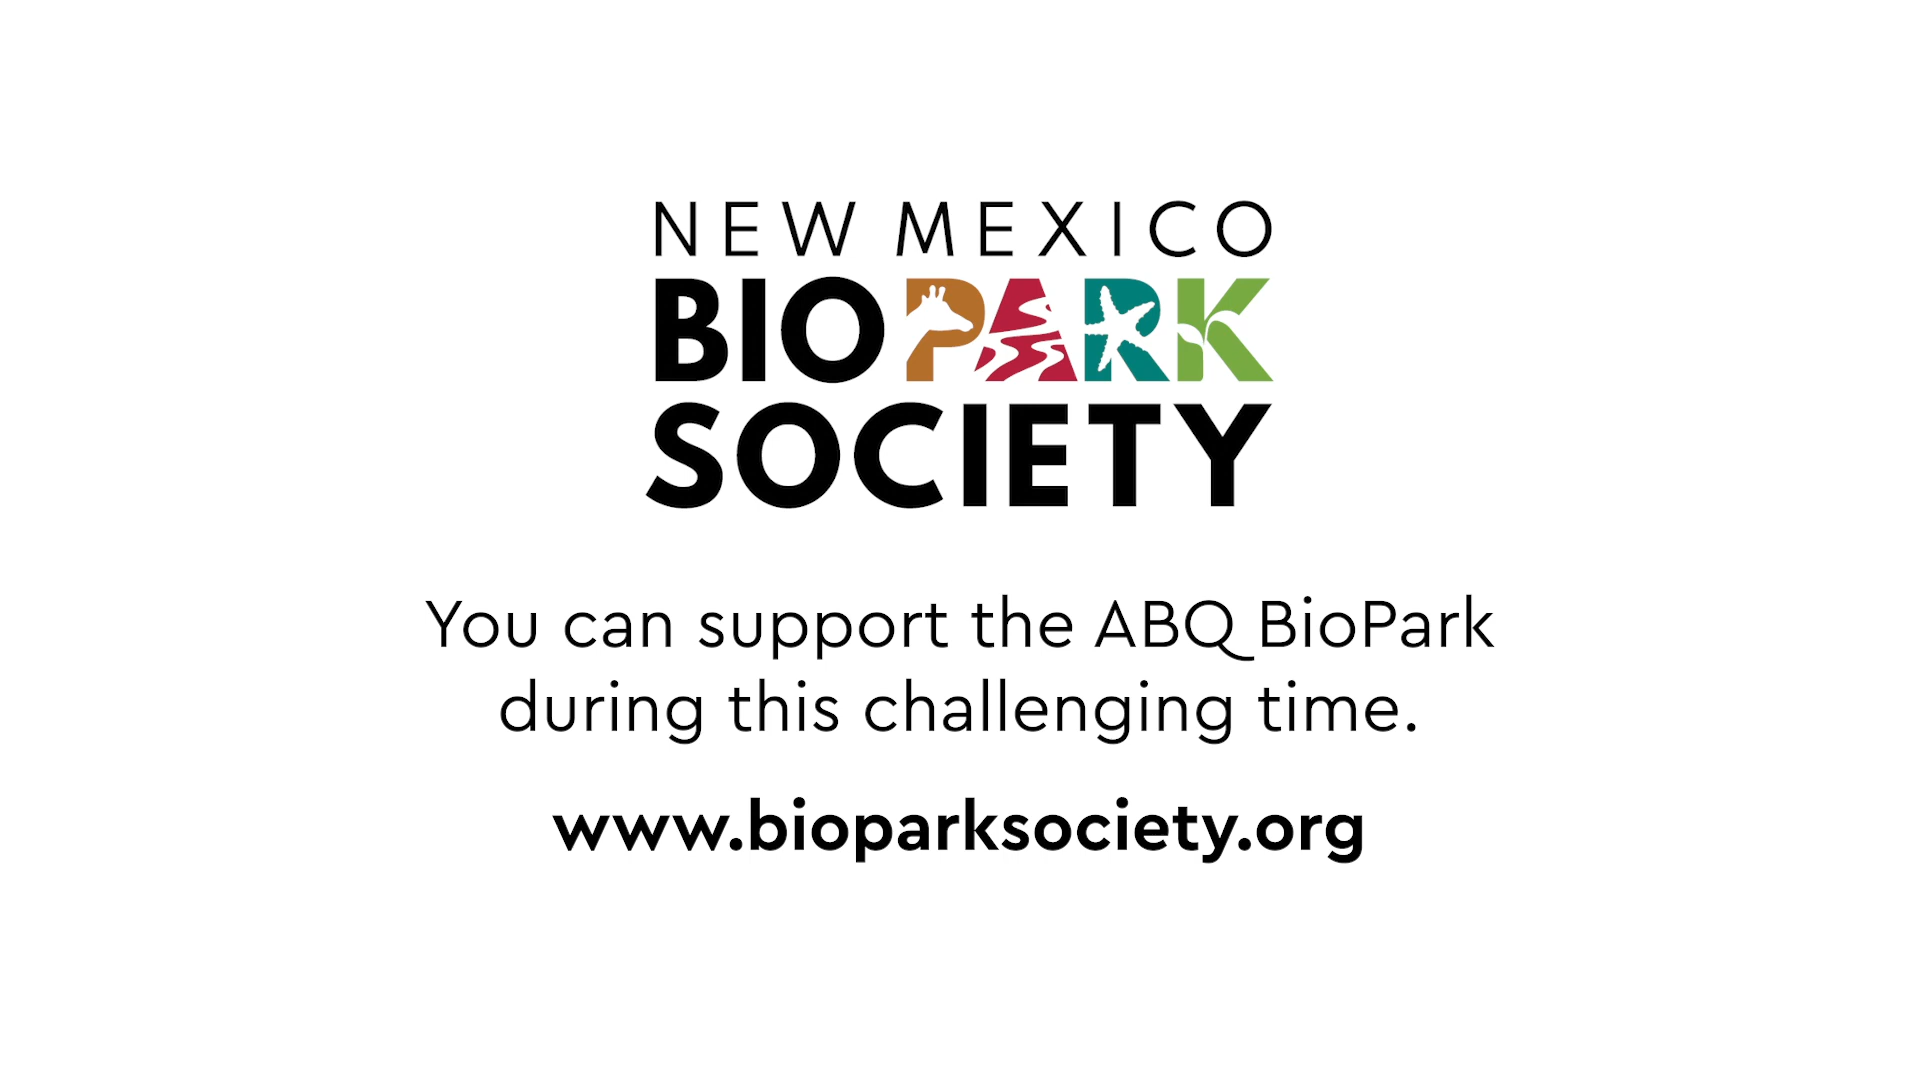 NEW MEXICO
BIOPARK
SOCIETY
You can support the ABQ BioPark
during this challenging time.
www.bioparksociety.org